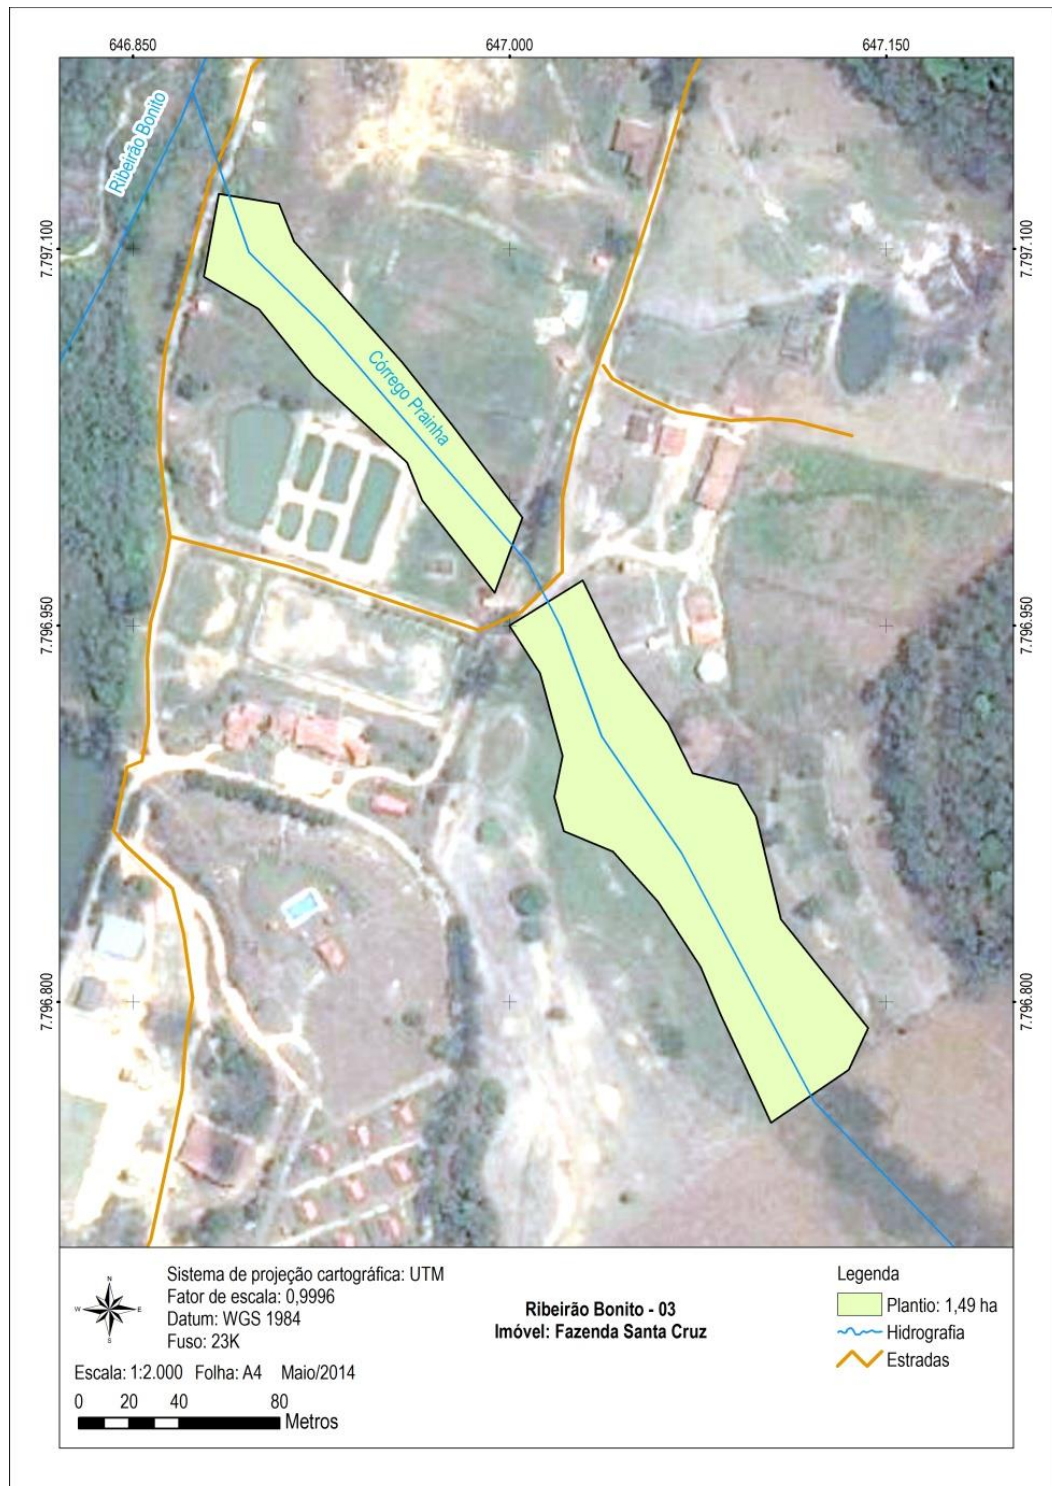 646.850
647.000
647.150
Ribeirão Bonito
7.797.100
7.797.100
Córrego Prainha
7.796.950
7.796.950
7.796.800
7.796.800
N
W
E
S
Sistema de projeção cartográfica: UTM
Fator de escala: 0,9996
Datum: WGS 1984
Fuso: 23K
Escala: 1:2.000 Folha: A4 Maio/2014
0 20 40 80
Metros
Ribeirão Bonito - 03
Imóvel: Fazenda Santa Cruz
Legenda
Plantio: 1,49 ha
Hidrografia
Estradas